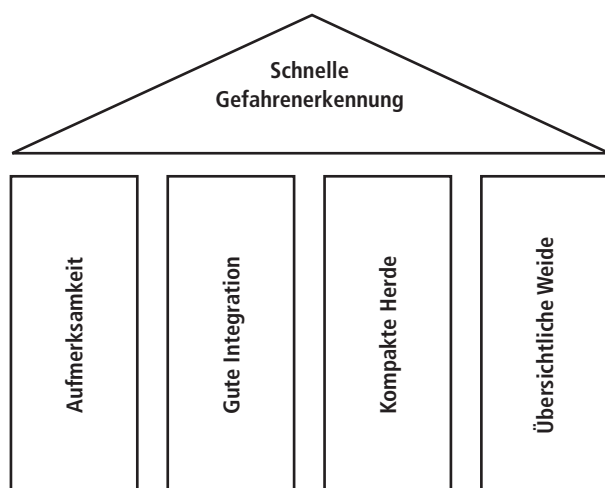 Schnelle
Gefahrenerkennung
Aufmerksamkeit
Gute Integration
Kompakte Herde
Übersichtliche Weide